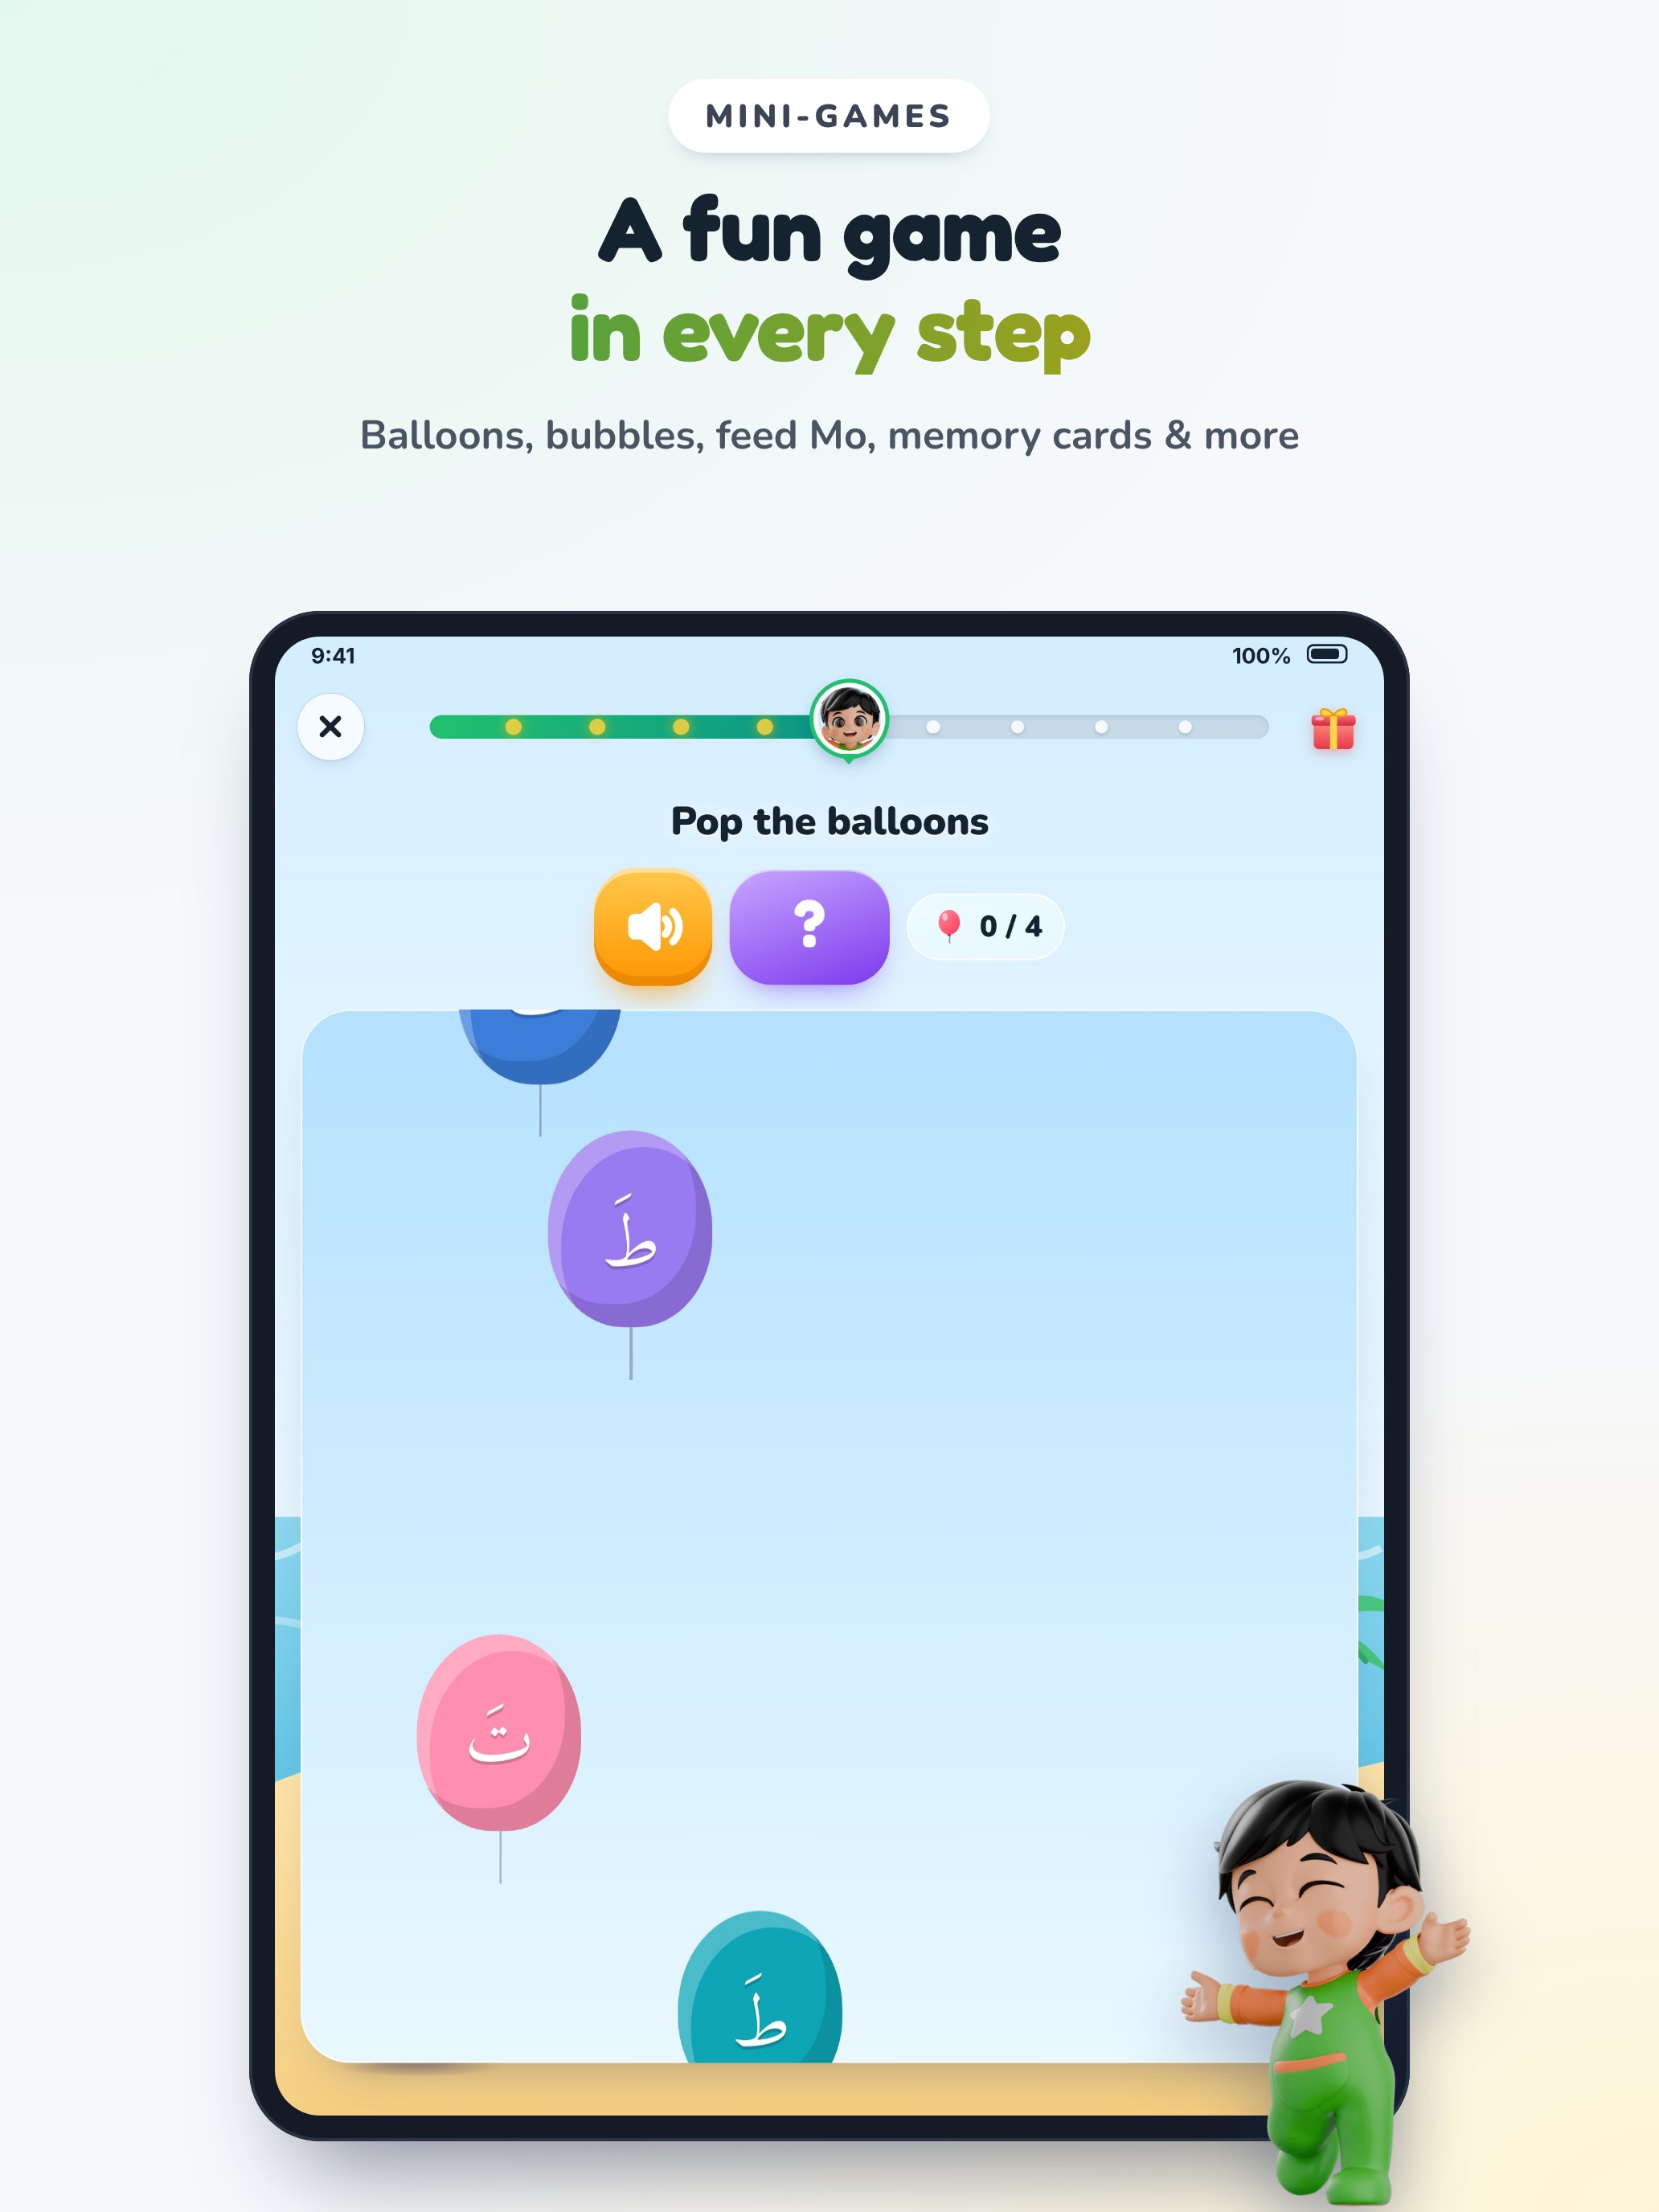 MINI-GAMES
A fun game
in every step
Balloons, bubbles, feed Mo, memory cards & more
9:41
100%
Pop the balloons
?
0 / 4
طَ
تَ
طَ